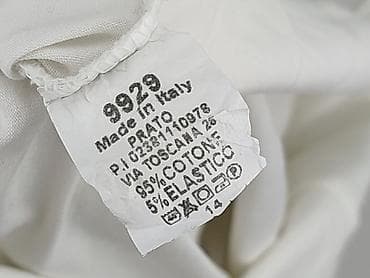 9929
Made in Italy
PRATO
P.I 02381110978
VIA TOSCANA 26
95% COTONE
5% ELASTICO
14